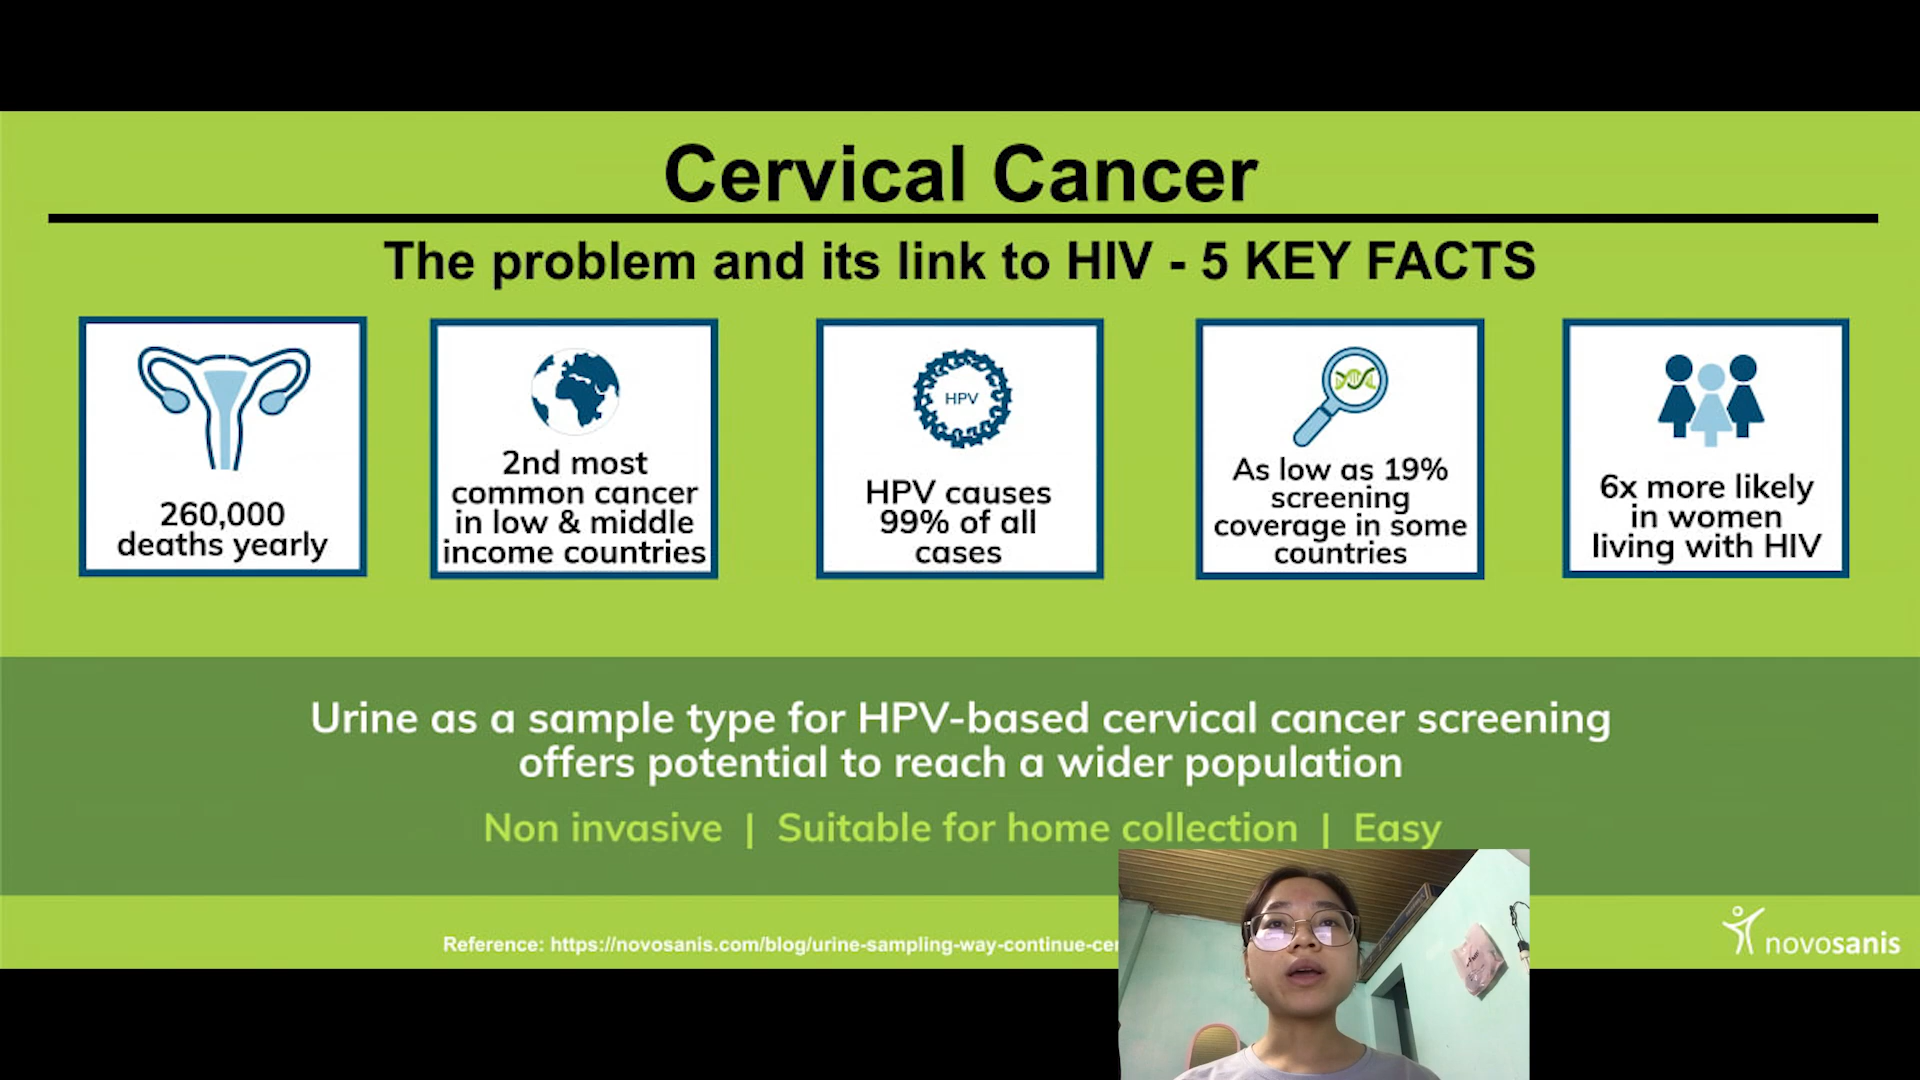 Cervical Cancer
The problem and its link to HIV - 5 KEY FACTS
260,000
deaths yearly
2nd most
common cancer
in low & middle
income countries
HPV
HPV causes
99% of all
cases
As low as 19%
screening
coverage in some
countries
6x more likely
in women
living with HIV
Urine as a sample type for HPV-based cervical cancer screening
offers potential to reach a wider population
Non invasive | Suitable for home collection | Easy
Reference: https://novosanis.com/blog/urine-sampling-way-continue-cer
novosanis